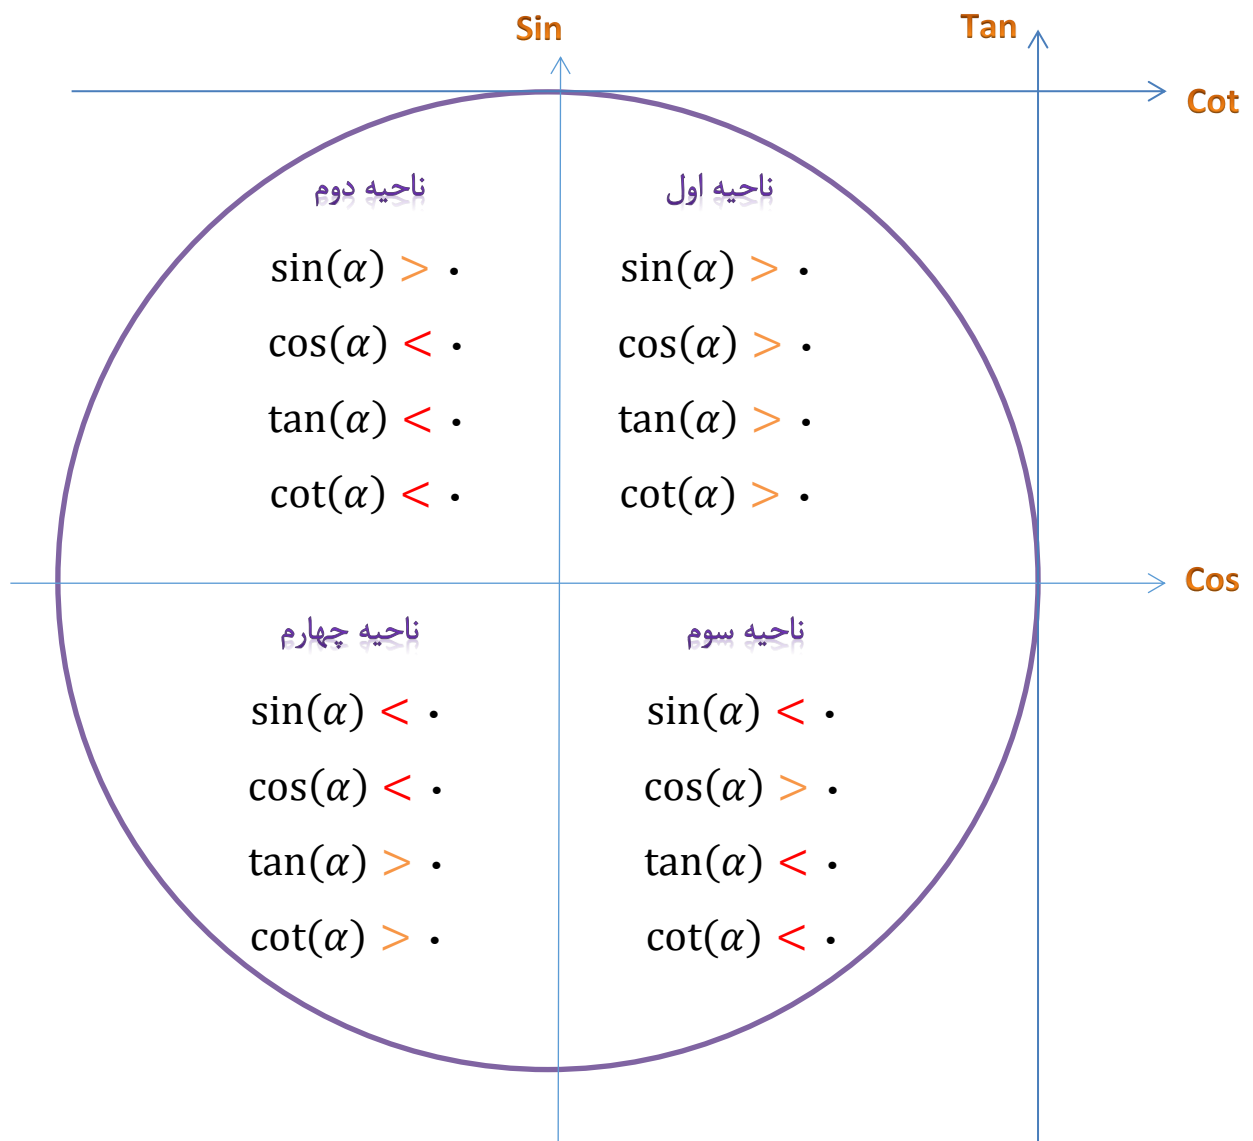 Sin
Tan
Cot
ناحیه اول
sin(α) > ۰
cos(α) > ۰
tan(α) > ۰
cot(α) > ۰
ناحیه دوم
sin(α) > ۰
cos(α) < ۰
tan(α) < ۰
cot(α) < ۰
Cos
ناحیه سوم
sin(α) < ۰
cos(α) > ۰
tan(α) < ۰
cot(α) < ۰
ناحیه چهارم
sin(α) < ۰
cos(α) < ۰
tan(α) > ۰
cot(α) > ۰